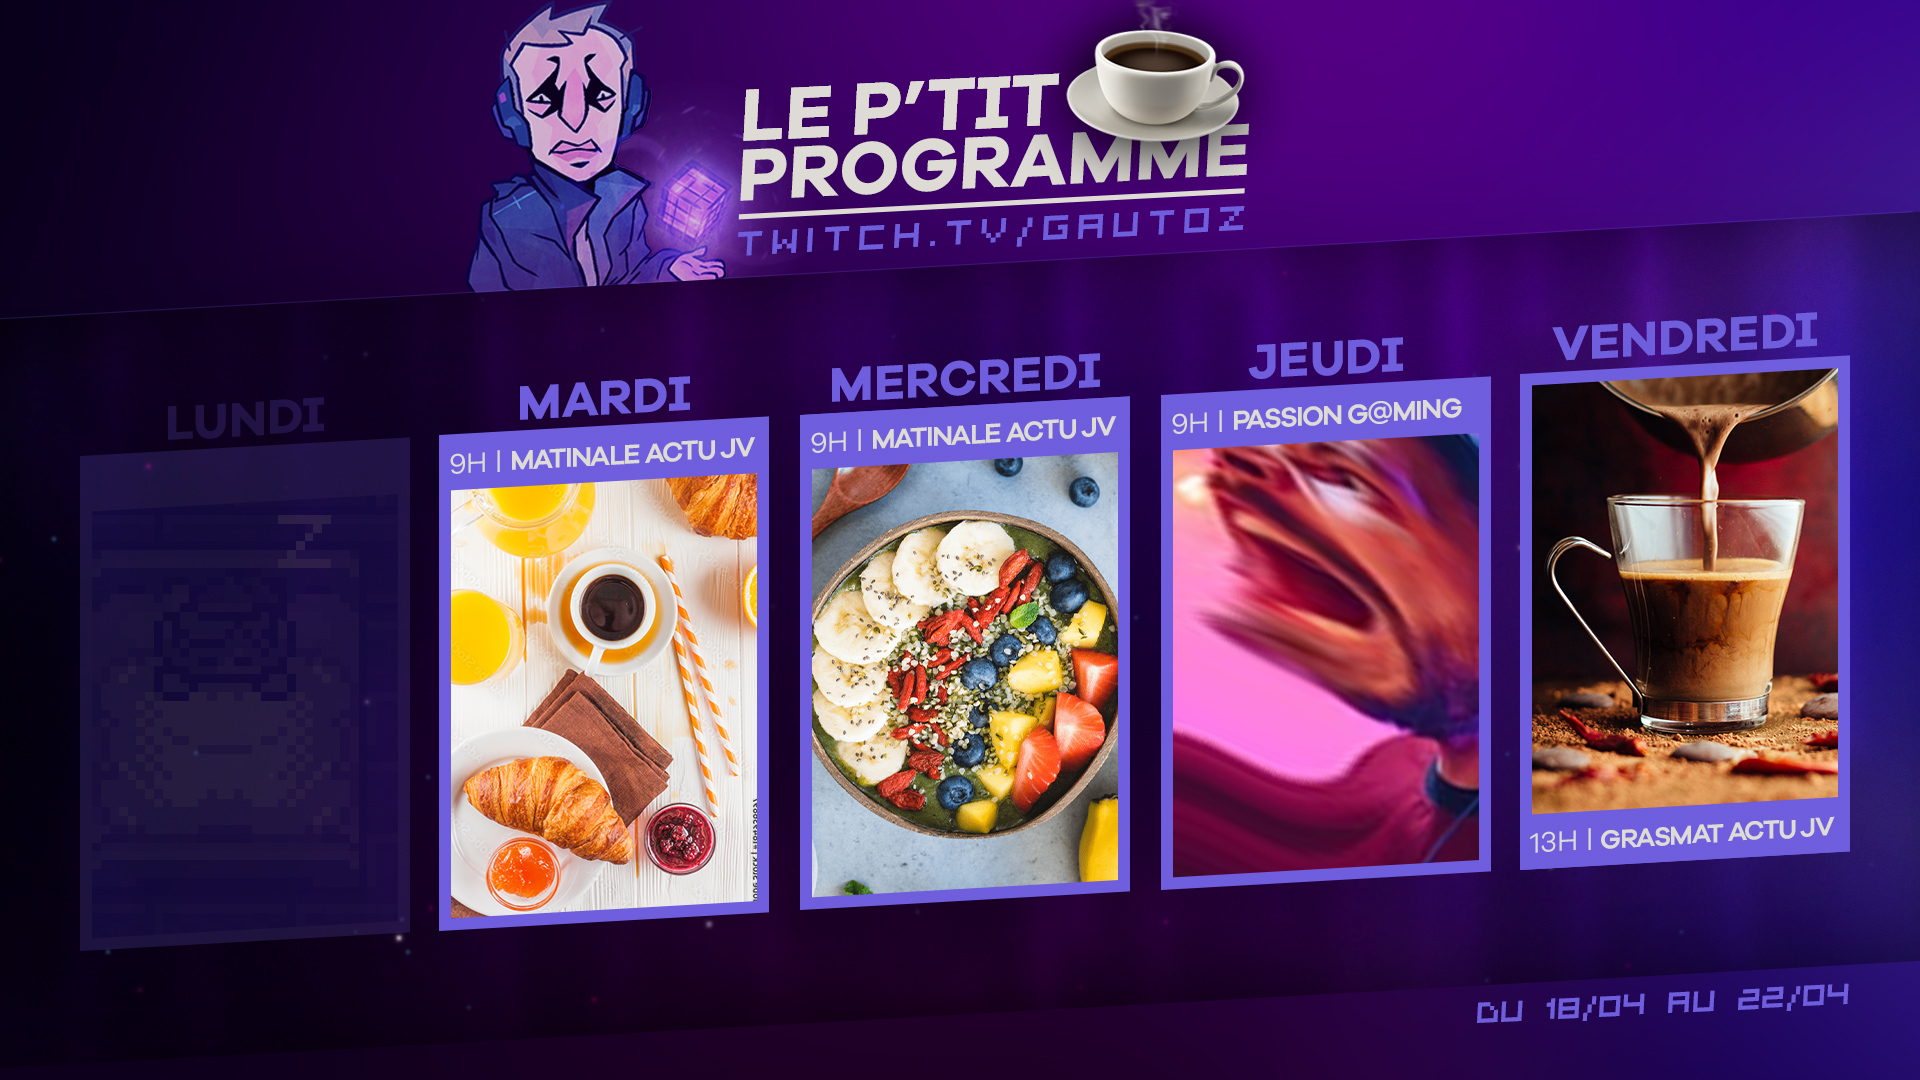 LE P'TIT
PROGRAMME
TWITCH.TV/GAUTOZ
LUNDI
Z
MARDI
9H | MATINALE ACTU JV
MERCREDI
9H | MATINALE ACTU JV
JEUDI
9H | PASSION G@MING
VENDREDI
13H | GRASMAT ACTU JV
DU 18/04 AU 22/04